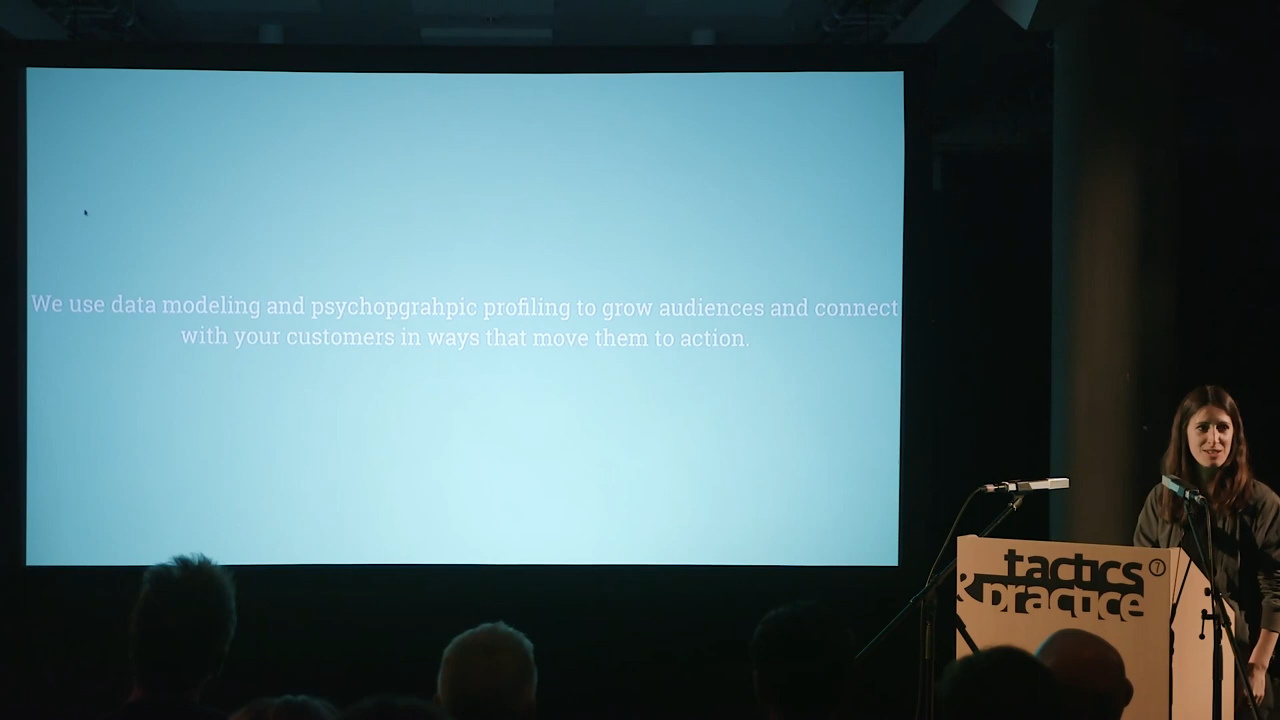 We use data modeling and psychopgrahpic profiling to grow audiences and connect
with your customers in ways that move them to action.
tactics 7
& practice